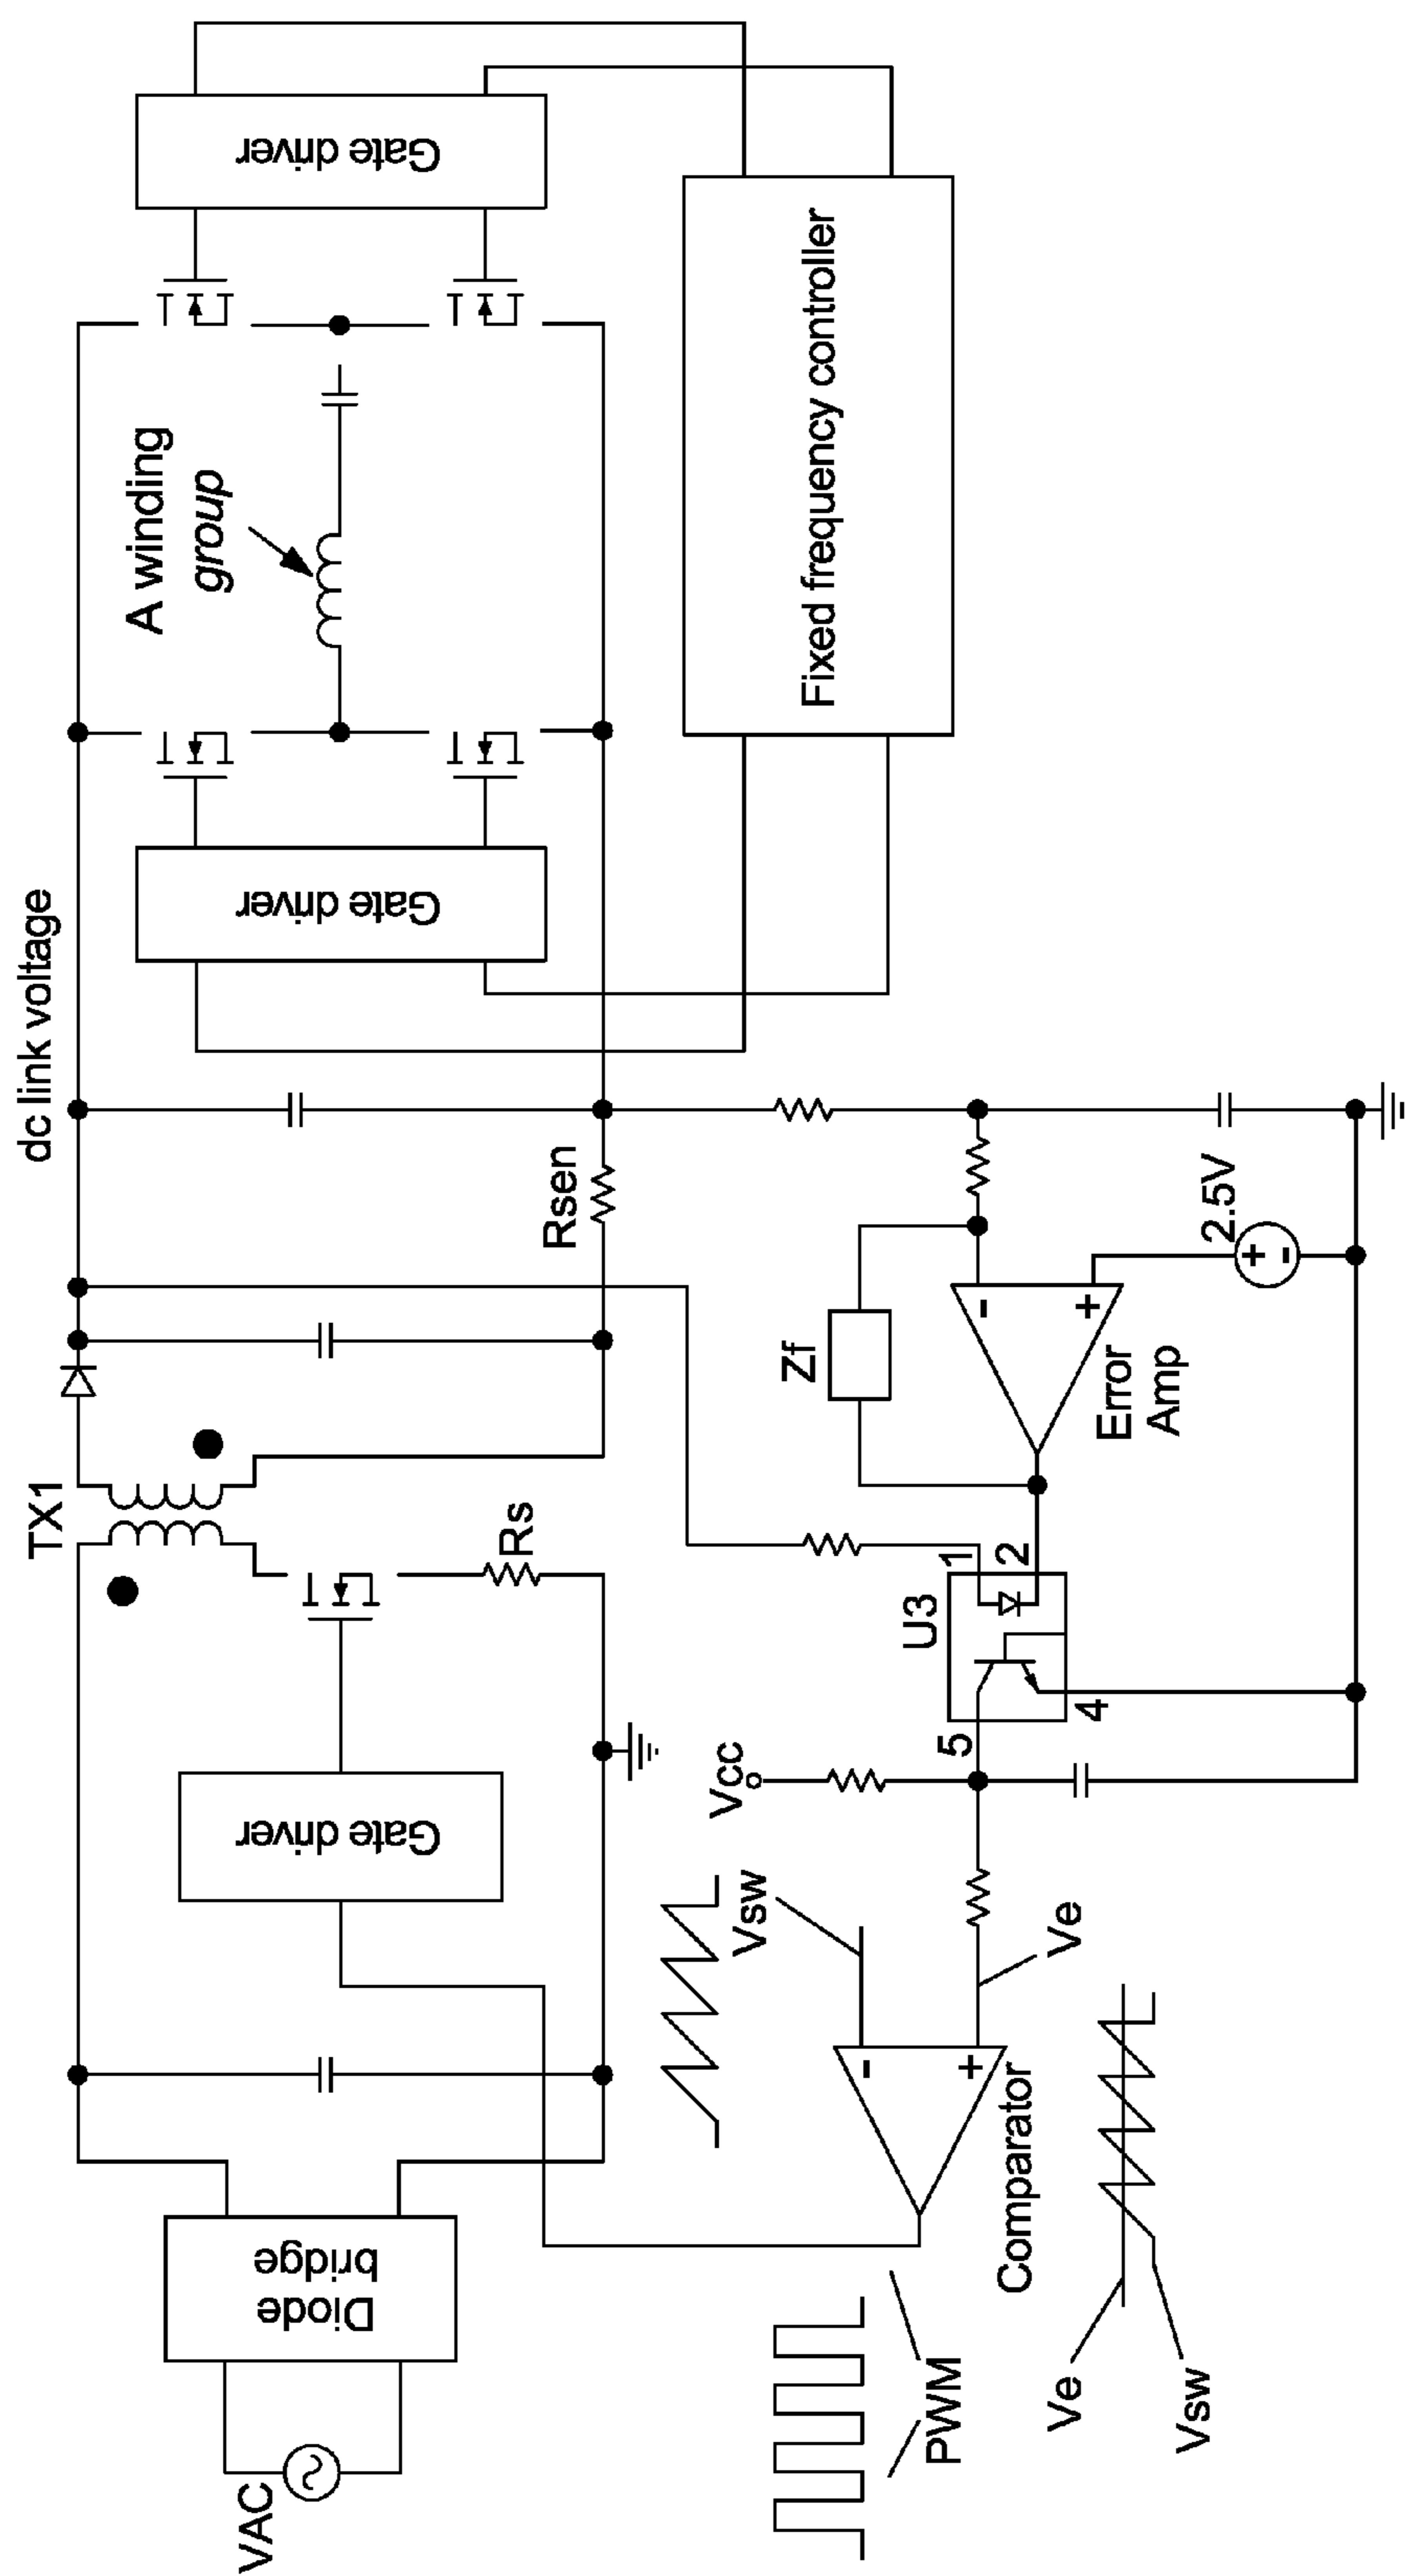 VAC
Diode
bridge
Gate driver
TX1
Rs
dc link voltage
Rsen
Gate driver
A winding
group
Gate driver
Fixed frequency controller
PWM
Comparator
-
+
Vsw
Ve
Ve
Vsw
Vcc
U3
5
4
1
2
Zf
Error
Amp
-
+
2.5V
+
-